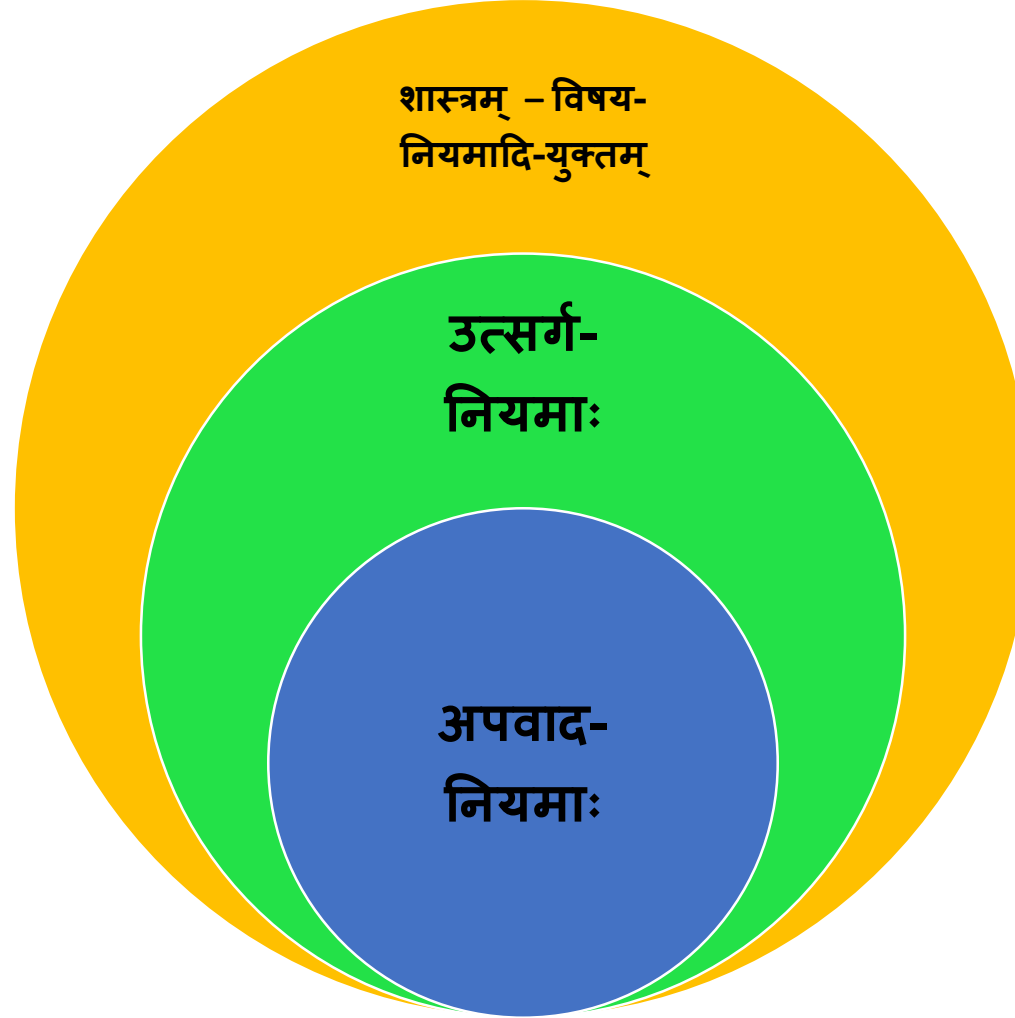 शास्त्रम् – विषय-
नियमादि-युक्तम्
उत्सर्ग-
नियमाः
अपवाद-
नियमाः